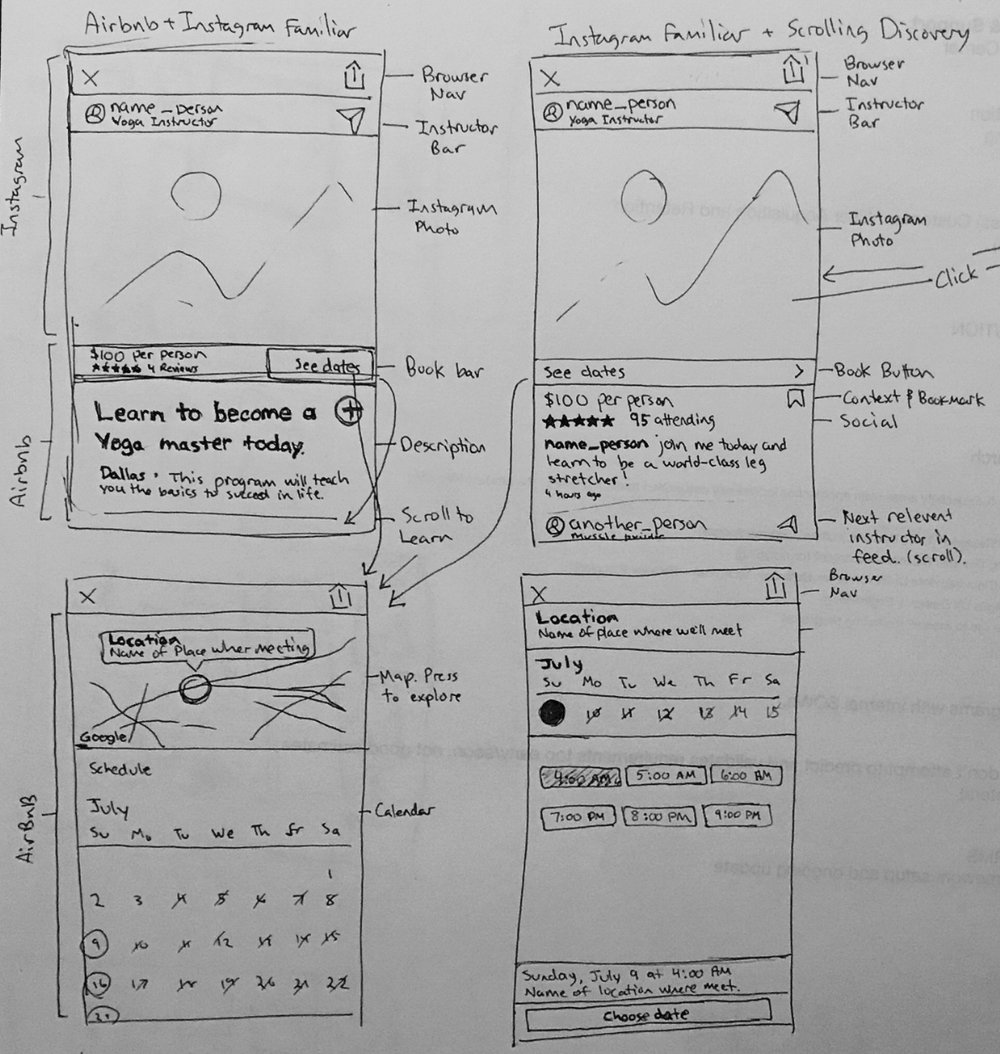 Airbnb + Instagram Familiar
Instagram
Airbnb
X
Browser
Nav
R name_person
Yoga Instructor
Instructor
Bar
Instagram
Photo
$100 per person
★★★★★ 4 Reviews
See dates
Book bar
Learn to become a
Yoga master today.
Description
Dallas • This program will teach
you the basics to succeed in life.
Scroll to
Learn
Instagram Familiar + Scrolling Discovery
X
Browser
Nav
R name_person
Yoga Instructor
Instructor
Bar
Instagram
Photo
Click
See dates >
Book Button
$100 per person
Context & Bookmark
★★★★★ 95 attending
Social
name_person join me today and
learn to be a world-class leg
stretcher!
4 hours ago
R another_person
Next relevent
instructor in
feed. (scroll).
AirBnB
X
Location
Name of Place wher meeting
Map. Press
to explore
Google
Schedule
Calendar
July
Su Mo Tu We Th Fr Sa
1
2 3 4 5 6 7 8
9 10 11 12 13 14 15
16 17 18 19 20 21 22
X
Browser
Nav
Location
Name of place where we'll meet
July
Su Mo Tu We Th Fr Sa
10 11 12 13 14 15
4:00 AM 5:00 AM 6:00 AM
7:00 PM 8:00 PM 9:00 PM
Sunday, July 9 at 4:00 AM
Name of location where meet.
Choose date